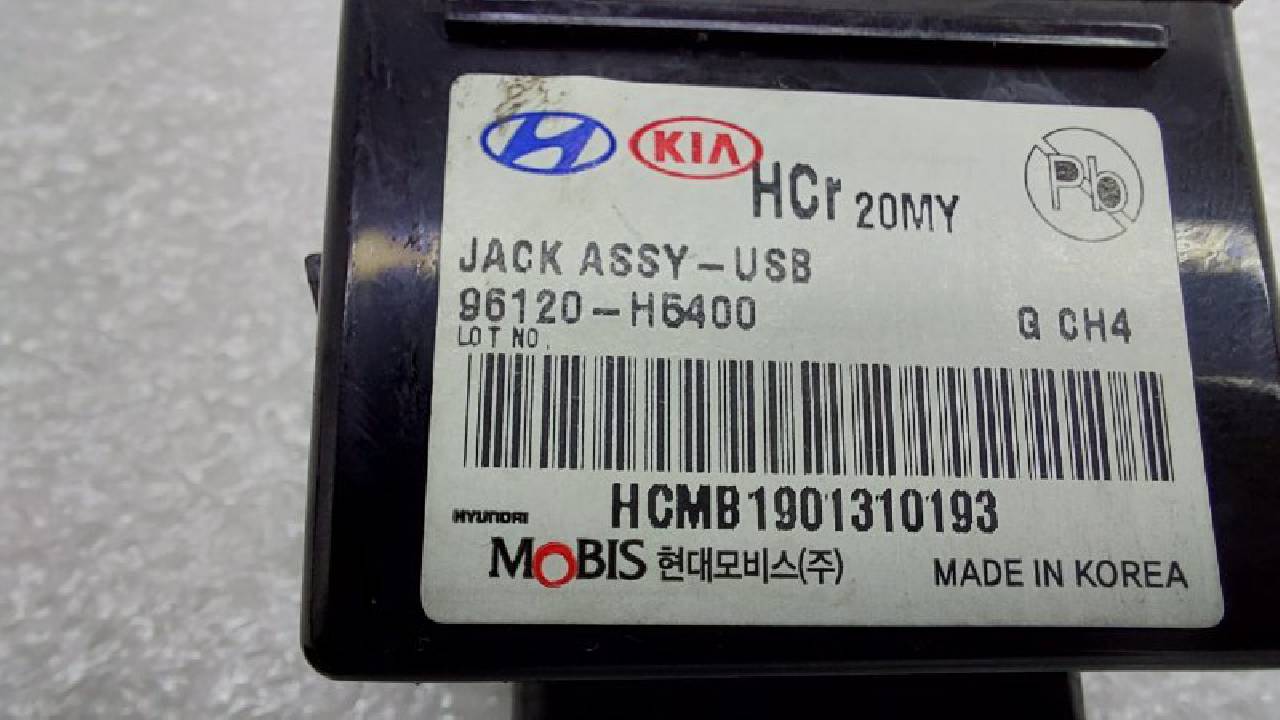 KIA
HCr 20MY
Pb
JACK ASSY-USB
96120-H5400 G CH4
LOT NO.
HCMB1901310193
HYUNDAI
MOBIS 현대모비스(주) MADE IN KOREA